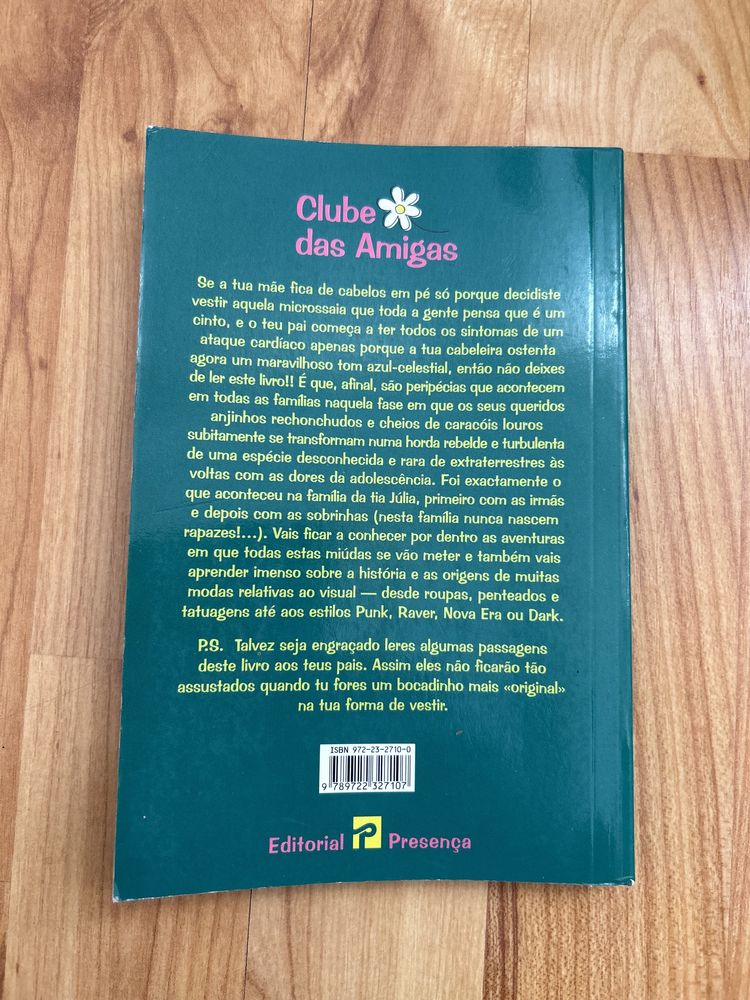 Clube
das Amigas
Se a tua mãe fica de cabelos em pé só porque decidiste
vestir aquela microssaia que toda a gente pensa que é um
cinto, e o teu pai começa a ter todos os sintomas de um
ataque cardíaco apenas porque a tua cabeleira ostenta
agora um maravilhoso tom azul-celestial, então não deixes
de ler este livro!! É que, afinal, são peripécias que acontecem
em todas as famílias naquela fase em que os seus queridos
anjinhos rechonchudos e cheios de caracóis louros
subitamente se transformam numa horda rebelde e turbulenta
de uma espécie desconhecida e rara de extraterrestres às
voltas com as dores da adolescência. Foi exactamente o
que aconteceu na família da tia Júlia, primeiro com as irmãs
e depois com as sobrinhas (nesta família nunca nascem
rapazes!...). Vais ficar a conhecer por dentro as aventuras
em que todas estas miúdas se vão meter e também vais
aprender imenso sobre a história e as origens de muitas
modas relativas ao visual — desde roupas, penteados e
tatuagens até aos estilos Punk, Raver, Nova Era ou Dark.
P.S. Talvez seja engraçado leres algumas passagens
deste livro aos teus pais. Assim eles não ficarão tão
assustados quando tu fores um bocadinho mais «original»
na tua forma de vestir.
ISBN 972-23-2710-0
9 789722 327107
Editorial P Presença